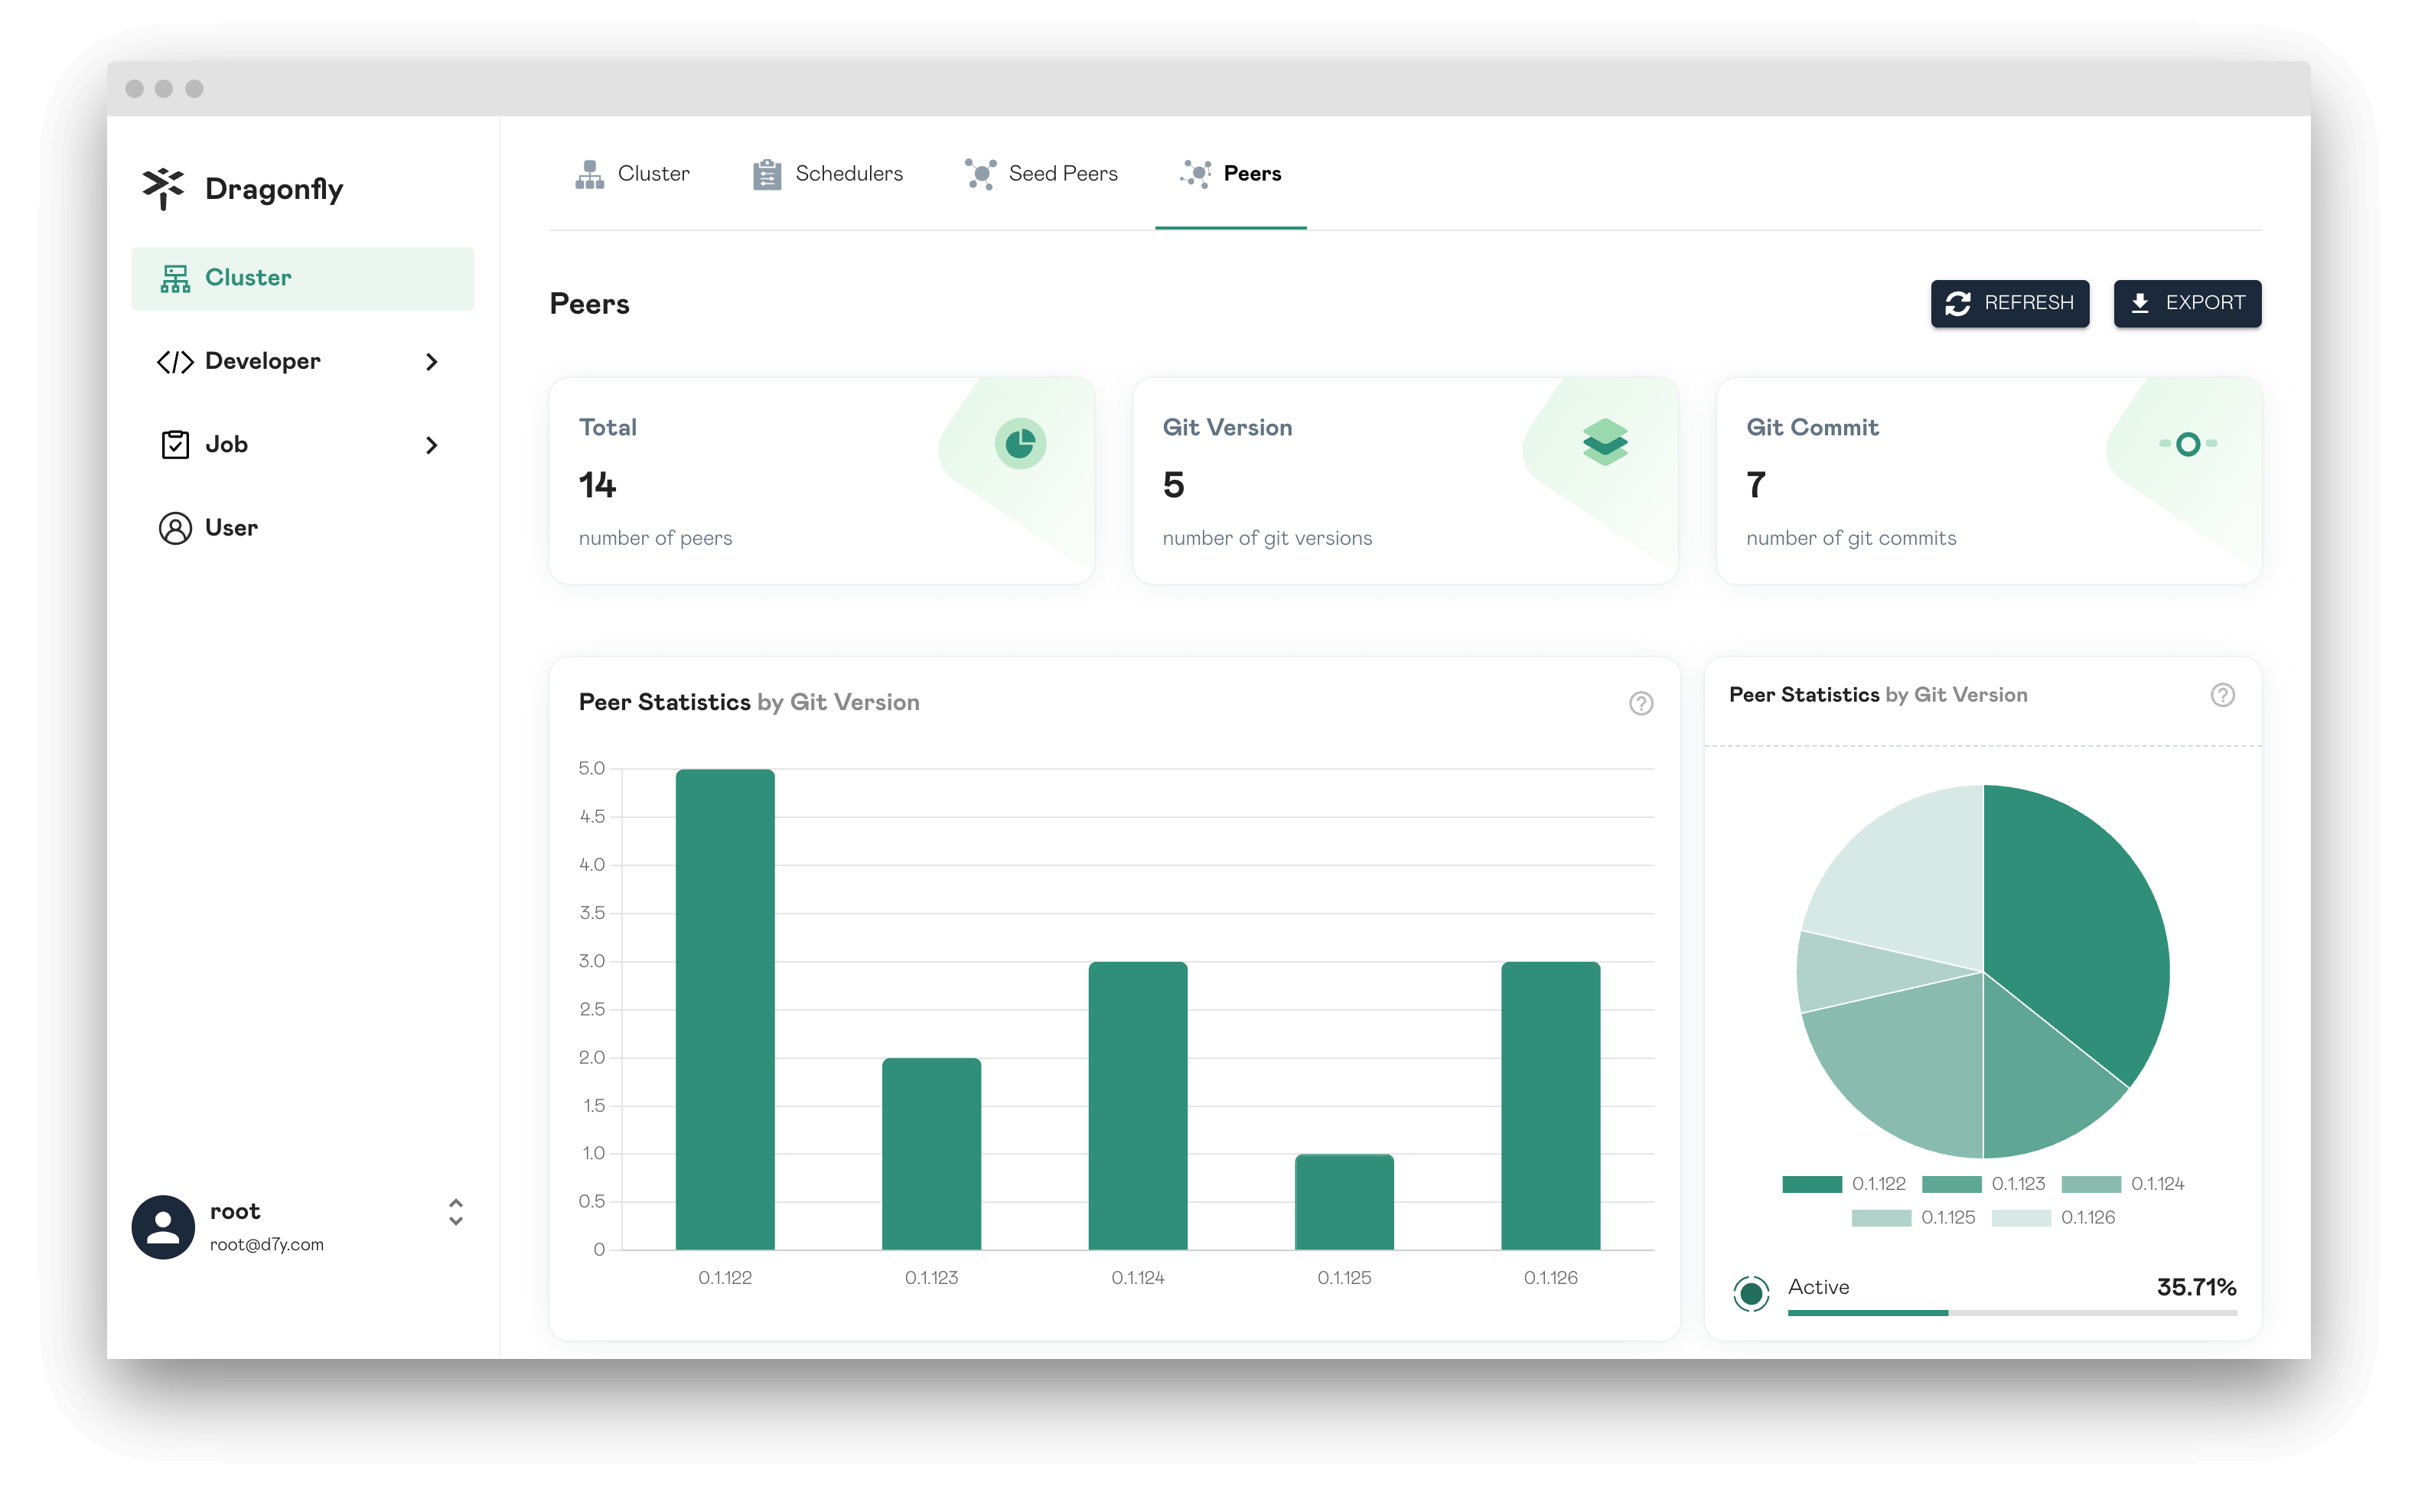 Dragonfly
Cluster
Developer
Job
User
root
root@d7y.com
Cluster Schedulers Seed Peers Peers
Peers
REFRESH EXPORT
Total
14
number of peers
Git Version
5
number of git versions
Git Commit
7
number of git commits
Peer Statistics by Git Version
5.0
4.5
4.0
3.5
3.0
2.5
2.0
1.5
1.0
0.5
0
0.1.122 0.1.123 0.1.124 0.1.125 0.1.126
Peer Statistics by Git Version
0.1.122 0.1.123 0.1.124
0.1.125 0.1.126
Active 35.71%